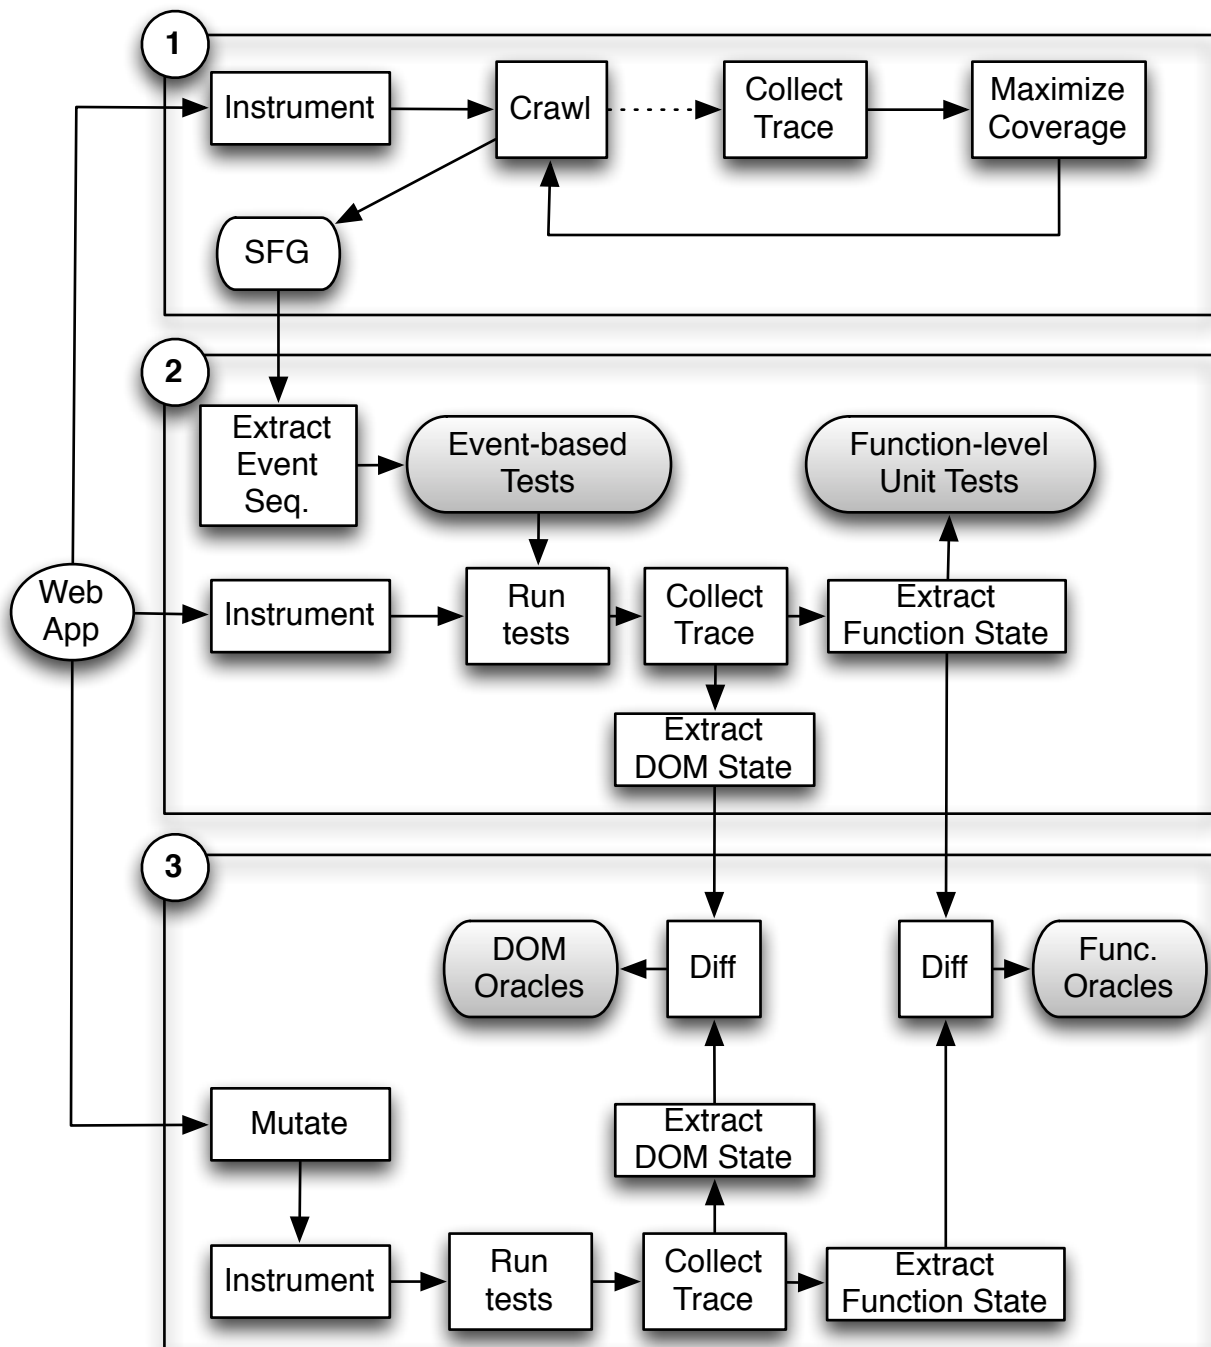 1
Instrument
Crawl
Collect
Trace
Maximize
Coverage
SFG
2
Extract
Event
Seq.
Event-based
Tests
Function-level
Unit Tests
Web
App
Instrument
Run
tests
Collect
Trace
Extract
Function State
Extract
DOM State
3
DOM
Oracles
Diff
Diff
Func.
Oracles
Mutate
Extract
DOM State
Instrument
Run
tests
Collect
Trace
Extract
Function State